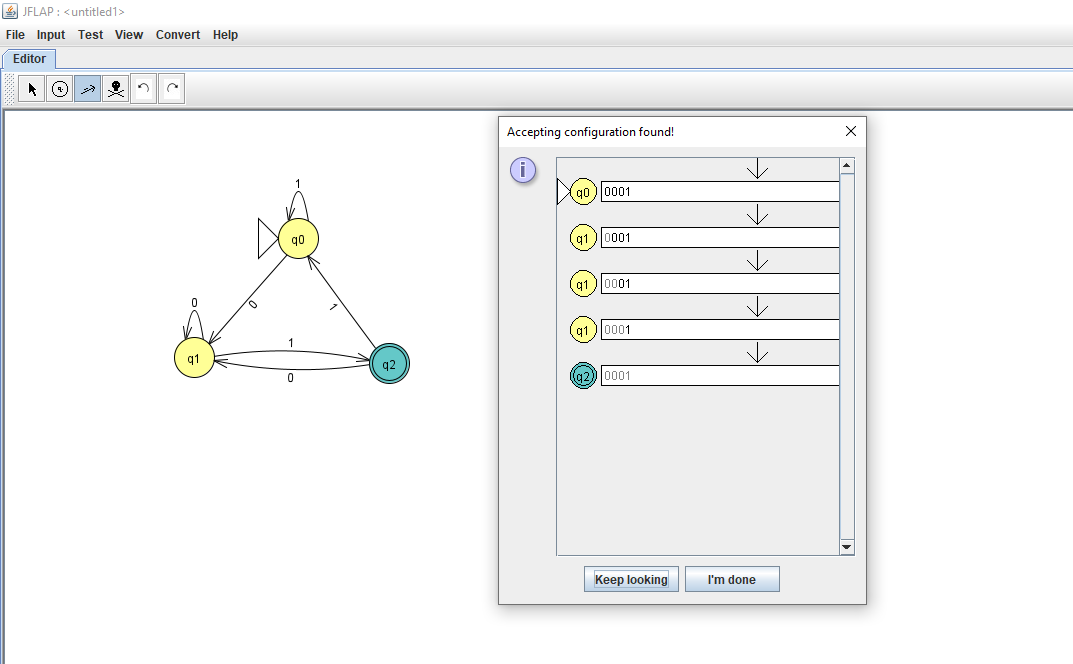 JFLAP : <untitled1>
File Input Test View Convert Help
Editor
1
q0
0
1
0
q1
1
0
q2
Accepting configuration found!
i
q0 0001
q1 0001
q1 0001
q1 0001
q2 0001
Keep looking I'm done